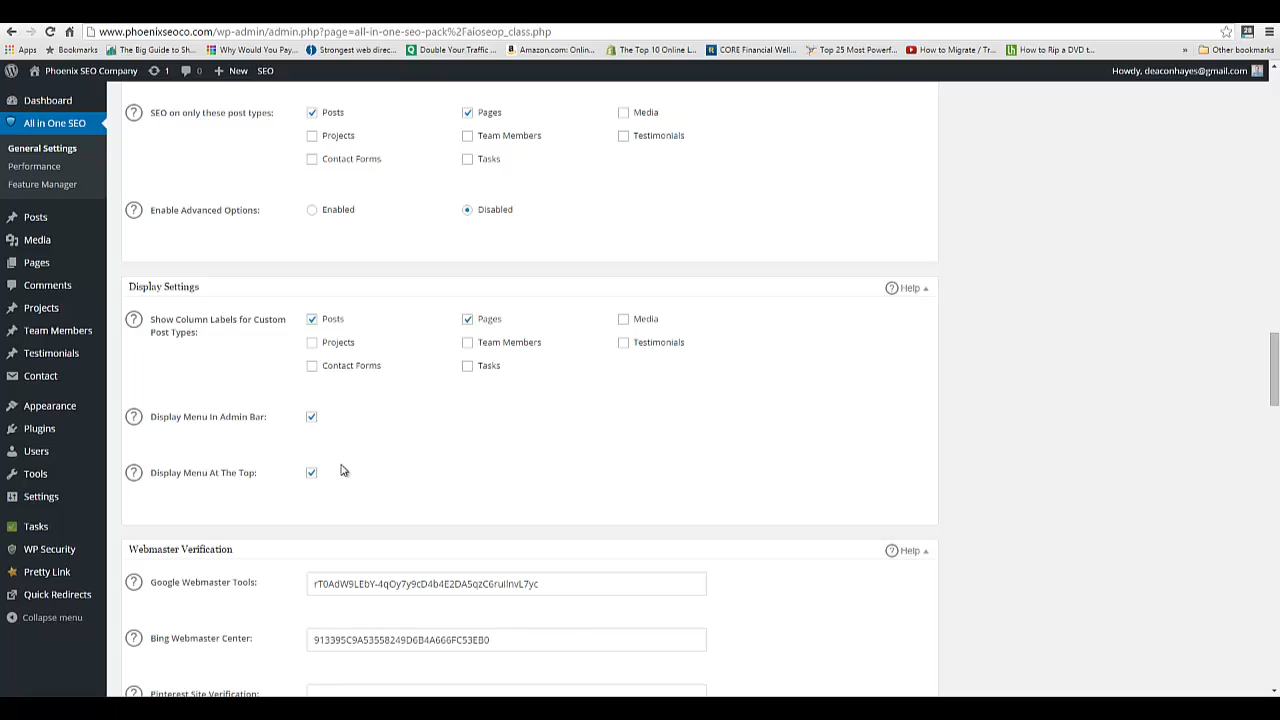 www.phoenixseoco.com/wp-admin/admin.php?page=all-in-one-seo-pack%2Faioseop_class.php
Apps Bookmarks The Big Guide to Sh... Why Would You Pay... Strongest web direc... Double Your Traffic ... Amazon.com: Onlin... The Top 10 Online L... CORE Financial Well... Top 25 Most Powerf... How to Migrate / Tr... How to Rip a DVD t... » Other bookmarks
Phoenix SEO Company 1 0 New SEO Howdy, deaconhayes@gmail.com
Dashboard
All in One SEO
General Settings
Performance
Feature Manager
Posts
Media
Pages
Comments
Projects
Team Members
Testimonials
Contact
Appearance
Plugins
Users
Tools
Settings
Tasks
WP Security
Pretty Link
Quick Redirects
Collapse menu
SEO on only these post types: Posts Pages Media
Projects Team Members Testimonials
Contact Forms Tasks
Enable Advanced Options: Enabled Disabled
Display Settings Help
Show Column Labels for Custom Posts Pages Media
Post Types:
Projects Team Members Testimonials
Contact Forms Tasks
Display Menu In Admin Bar:
Display Menu At The Top:
Webmaster Verification Help
Google Webmaster Tools:
Bing Webmaster Center: 913395C9A53558249D6B4A666FC53EB0
Pinterest Site Verification: